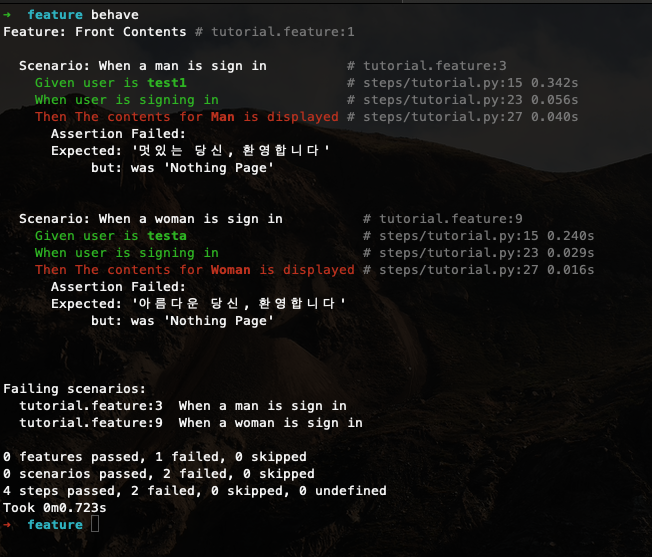 → feature behave
Feature: Front Contents # tutorial.feature:1
Scenario: When a man is sign in # tutorial.feature:3
Given user is test1 # steps/tutorial.py:15 0.342s
When user is signing in # steps/tutorial.py:23 0.056s
Then The contents for Man is displayed # steps/tutorial.py:27 0.040s
Assertion Failed:
Expected: '멋있는 당신, 환영합니다'
but: was 'Nothing Page'
Scenario: When a woman is sign in # tutorial.feature:9
Given user is testa # steps/tutorial.py:15 0.240s
When user is signing in # steps/tutorial.py:23 0.029s
Then The contents for Woman is displayed # steps/tutorial.py:27 0.016s
Assertion Failed:
Expected: '아름다운 당신, 환영합니다'
but: was 'Nothing Page'
Failing scenarios:
tutorial.feature:3 When a man is sign in
tutorial.feature:9 When a woman is sign in
0 features passed, 1 failed, 0 skipped
0 scenarios passed, 2 failed, 0 skipped
4 steps passed, 2 failed, 0 skipped, 0 undefined
Took 0m0.723s
→ feature